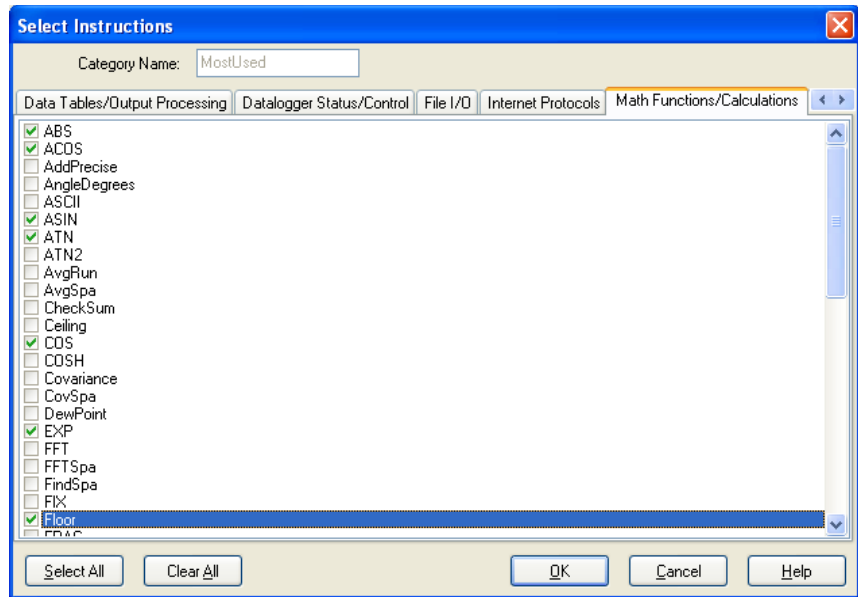 Select Instructions
Category Name: MostUsed
Data Tables/Output Processing Datalogger Status/Control File I/O Internet Protocols Math Functions/Calculations
ABS
ACOS
AddPrecise
AngleDegrees
ASCII
ASIN
ATN
ATN2
AvgRun
AvgSpa
CheckSum
Ceiling
COS
COSH
Covariance
CovSpa
DewPoint
EXP
FFT
FFTSpa
FindSpa
FIX
Floor
Select All Clear All OK Cancel Help